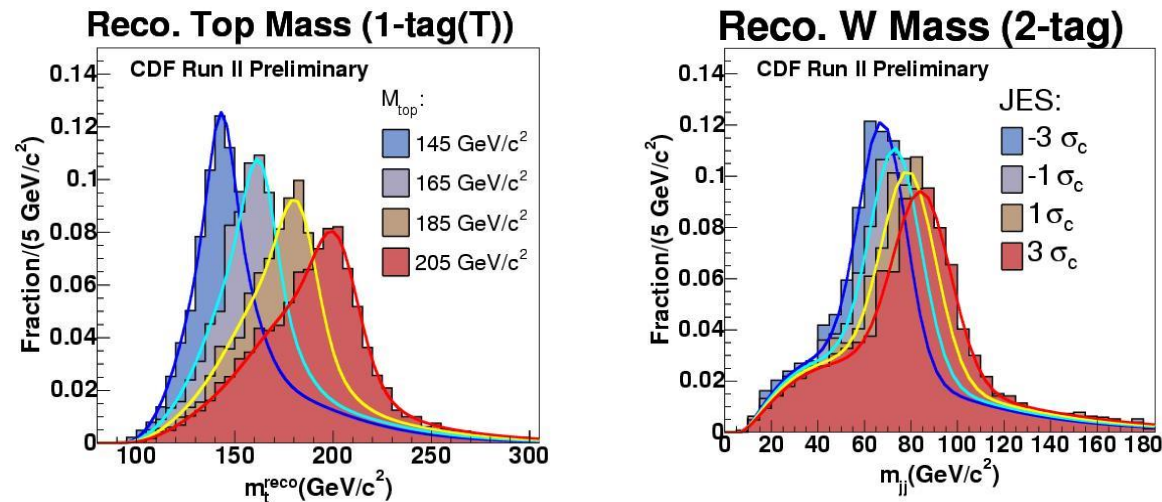 Reco. Top Mass (1-tag(T))
CDF Run II Preliminary
M_top:
145 GeV/c²
165 GeV/c²
185 GeV/c²
205 GeV/c²
Fraction/(5 GeV/c²)
0.14
0.12
0.1
0.08
0.06
0.04
0.02
0
100 150 200 250 300
m_t^reco(GeV/c²)
Reco. W Mass (2-tag)
CDF Run II Preliminary
JES:
-3 σ_c
-1 σ_c
1 σ_c
3 σ_c
Fraction/(5 GeV/c²)
0.14
0.12
0.1
0.08
0.06
0.04
0.02
0
0 20 40 60 80 100 120 140 160 180
m_jj(GeV/c²)